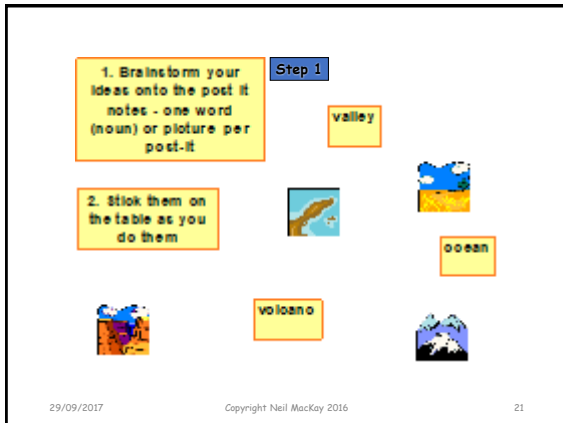 1. Brainstorm your
ideas onto the post it
notes - one word
(noun) or picture per
post-it
Step 1
valley
2. Stick them on
the table as you
do them
ocean
volcano
29/09/2017
Copyright Neil MacKay 2016
21